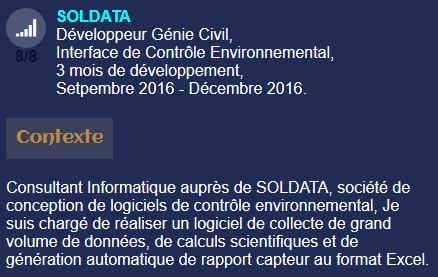 SOLDATA
Développeur Génie Civil,
Interface de Contrôle Environnemental,
3 mois de développement,
8/8
Setpembre 2016 - Décembre 2016.
Contexte
Consultant Informatique auprès de SOLDATA, société de
conception de logiciels de contrôle environnemental, Je
suis chargé de réaliser un logiciel de collecte de grand
volume de données, de calculs scientifiques et de
génération automatique de rapport capteur au format Excel.